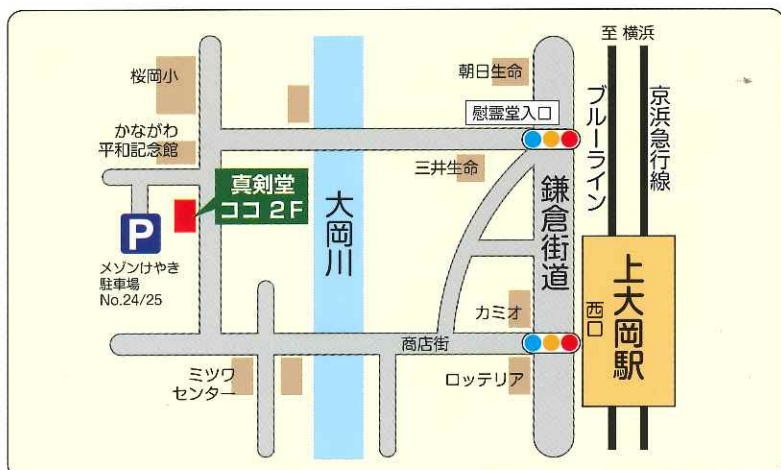 至 横浜
桜岡小
朝日生命
慰霊堂入口
かながわ
平和記念館
三井生命
ブルーライン
京浜急行線
真剣堂
ココ 2F
大岡川
鎌倉街道
P
メゾンけやき
駐車場
No.24/25
上大岡駅
西口
カミオ
商店街
ミツワ
センター
ロッテリア